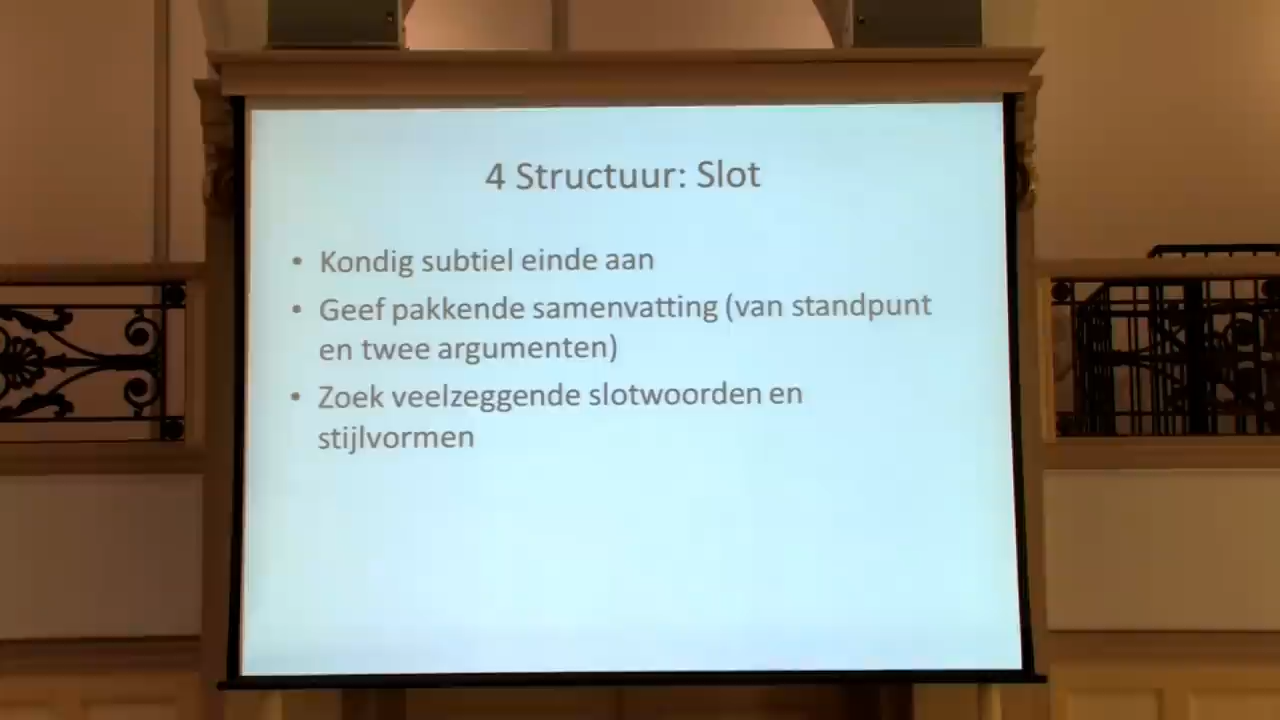 4 Structuur: Slot
• Kondig subtiel einde aan
• Geef pakkende samenvatting (van standpunt
en twee argumenten)
• Zoek veelzeggende slotwoorden en
stijlvormen